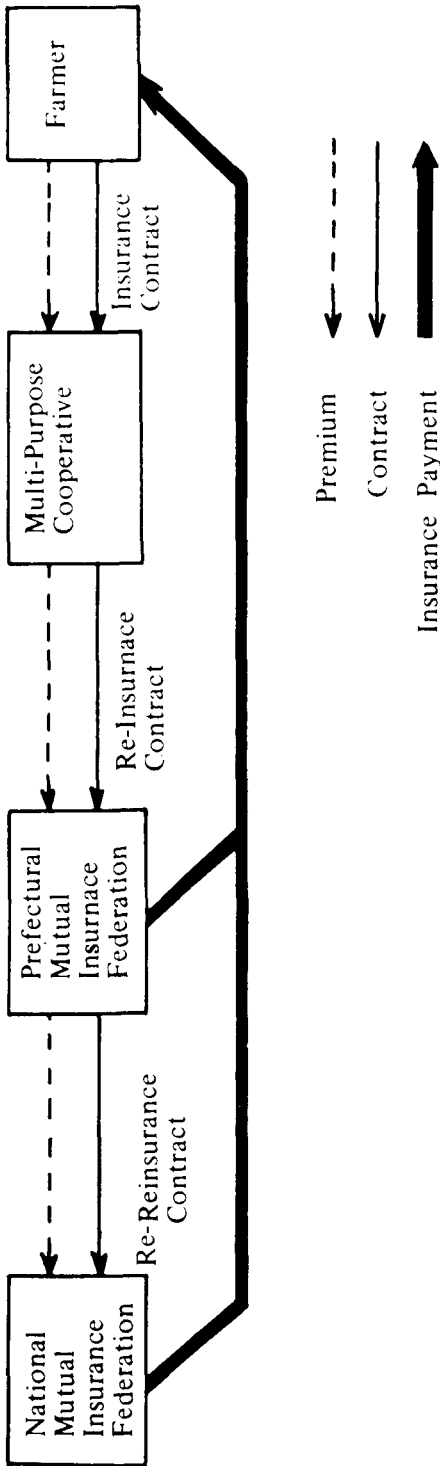 National
Mutual
Insurance
Federation
Re-Reinsurance
Contract
Prefectural
Mutual
Insurnace
Federation
Re-Insurnace
Contract
Multi-Purpose
Cooperative
Insurance
Contract
Farmer
Premium
Contract
Insurance Payment